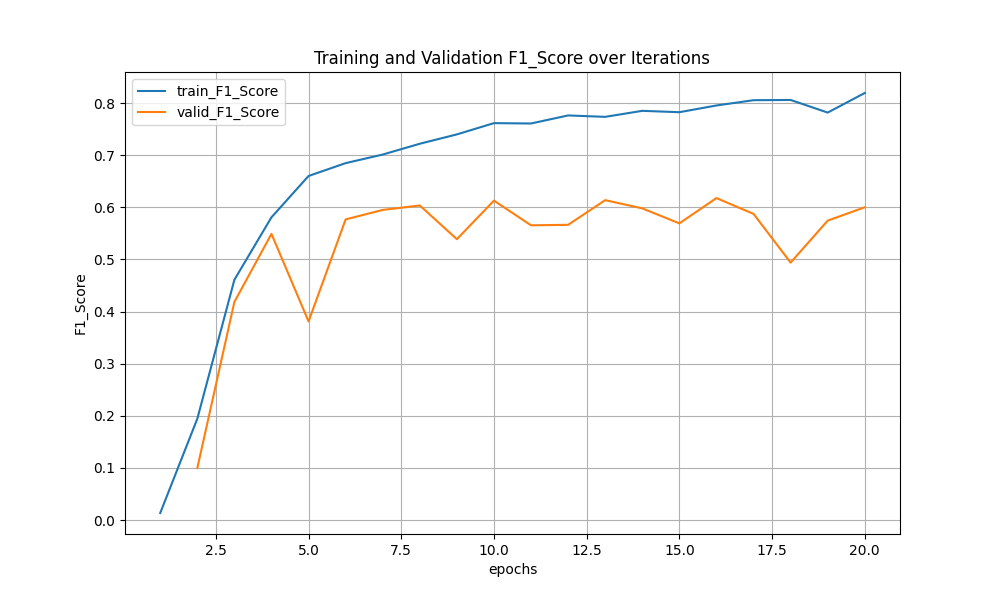 Training and Validation F1_Score over Iterations
train_F1_Score
valid_F1_Score
F1_Score
0.8
0.7
0.6
0.5
0.4
0.3
0.2
0.1
0.0
2.5 5.0 7.5 10.0 12.5 15.0 17.5 20.0
epochs